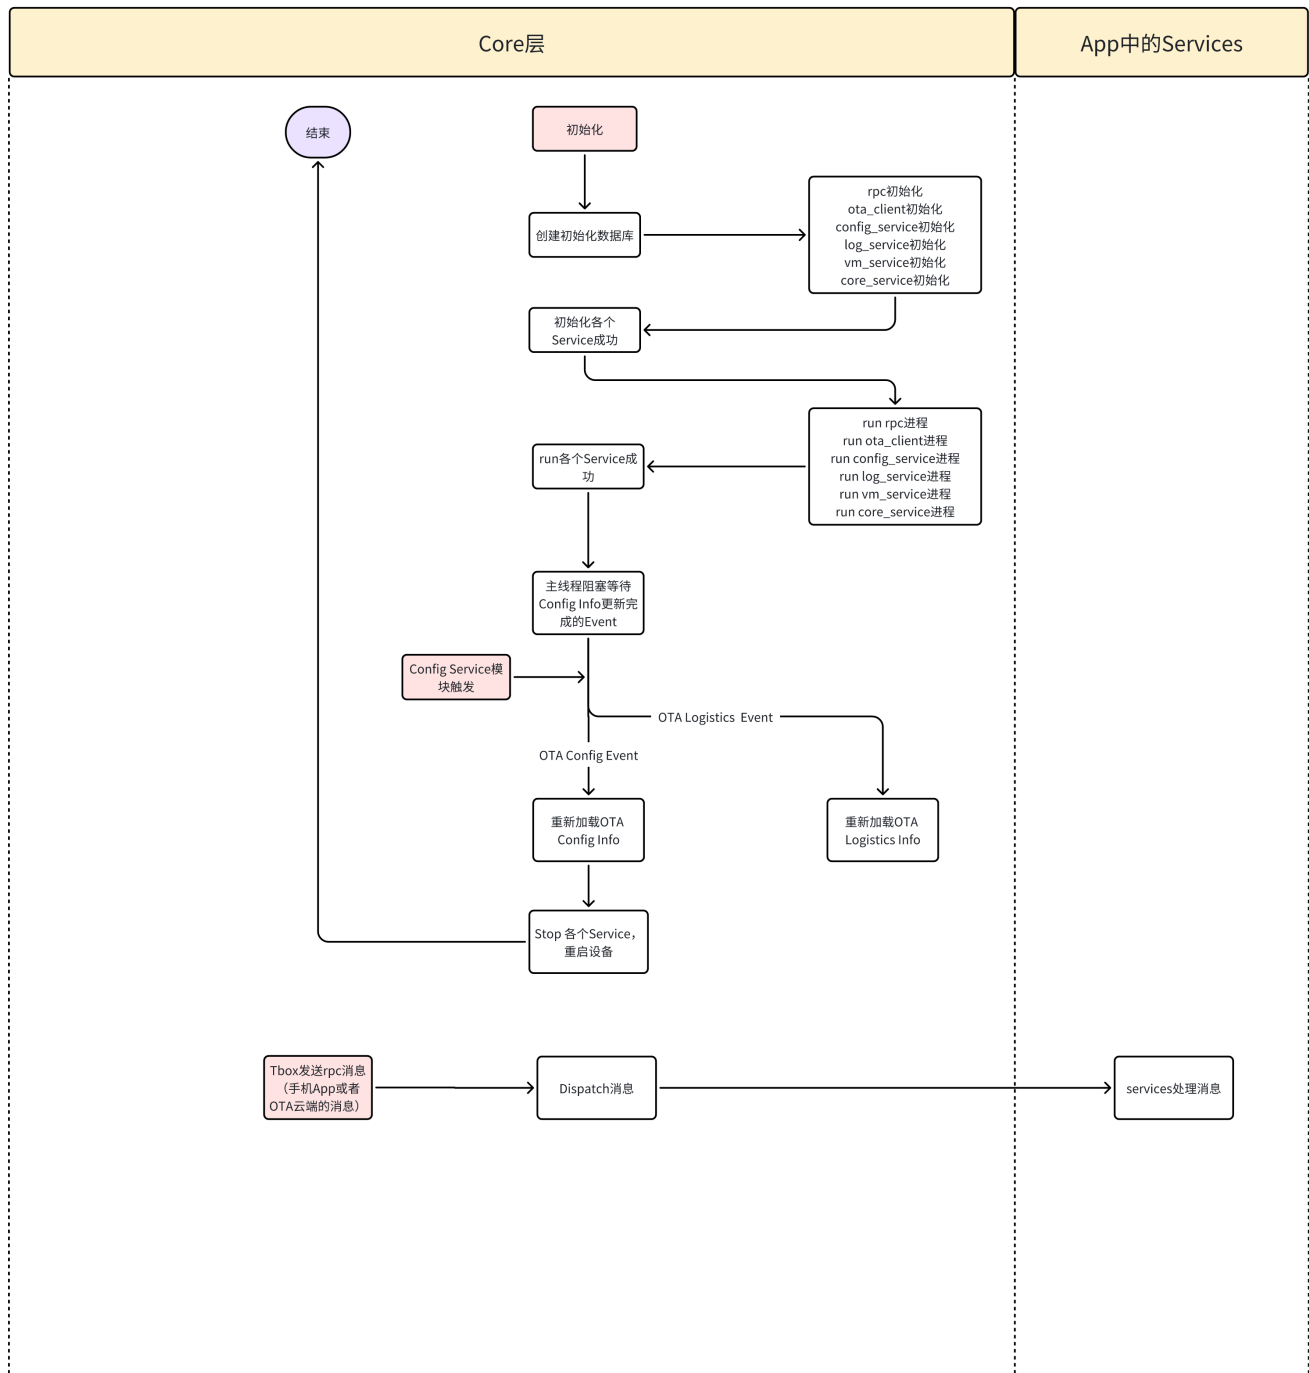 Core层
App中的Services
结束
初始化
创建初始化数据库
rpc初始化
ota_client初始化
config_service初始化
log_service初始化
vm_service初始化
core_service初始化
初始化各个
Service成功
run rpc进程
run ota_client进程
run config_service进程
run log_service进程
run vm_service进程
run core_service进程
run各个Service成
功
主线程阻塞等待
Config Info更新完
成的Event
Config Service模
块触发
OTA Logistics Event
OTA Config Event
重新加载OTA
Config Info
重新加载OTA
Logistics Info
Stop 各个Service，
重启设备
Tbox发送rpc消息
（手机App或者
OTA云端的消息）
Dispatch消息
services处理消息